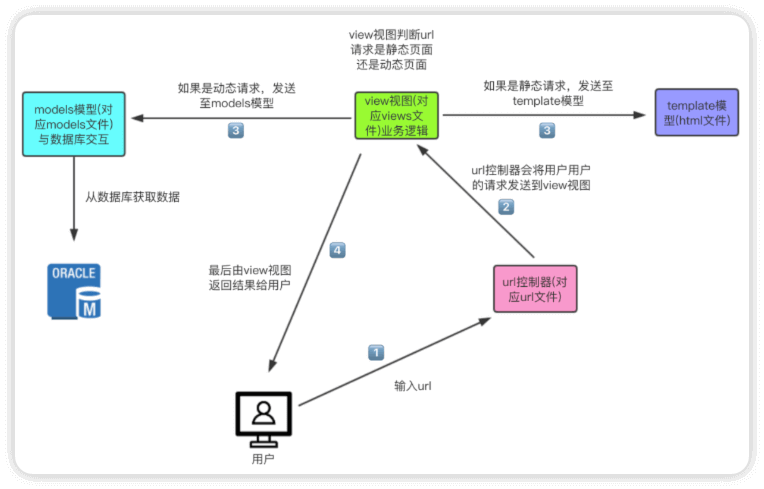 view视图判断url
请求是静态页面
还是动态页面
如果是动态请求，发送
至models模型
3
如果是静态请求，发送至
template模型
3
models模型(对
应models文件)
与数据库交互
view视图(对
应views文
件)业务逻辑
template模
型(html文件)
url控制器会将用户用户
的请求发送到view视图
2
从数据库获取数据
ORACLE
M
4
最后由view视图
返回结果给用户
url控制器(对
应url文件)
1
输入url
用户